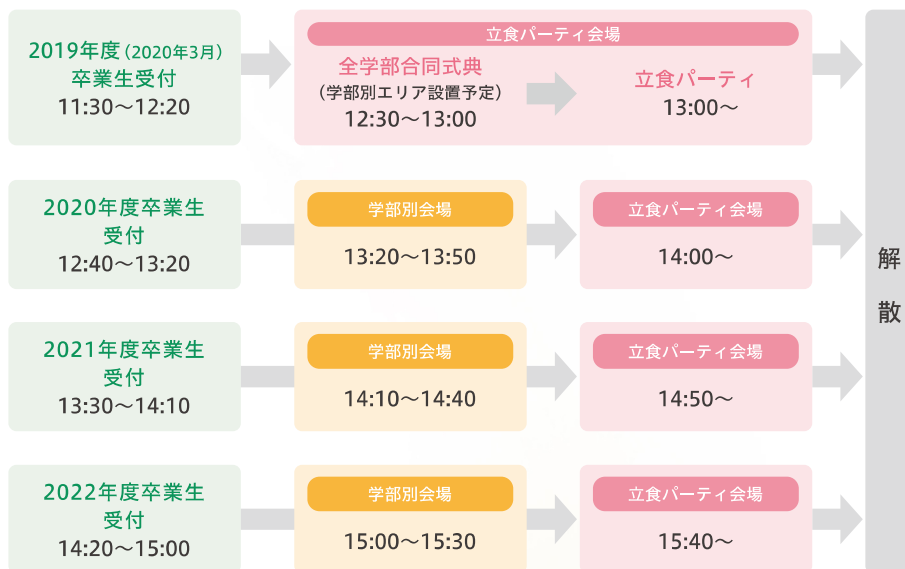 2019年度（2020年3月）
卒業生受付
11:30〜12:20
立食パーティ会場
全学部合同式典
（学部別エリア設置予定）
12:30〜13:00
立食パーティ
13:00〜
2020年度卒業生
受付
12:40〜13:20
学部別会場
13:20〜13:50
立食パーティ会場
14:00〜
2021年度卒業生
受付
13:30〜14:10
学部別会場
14:10〜14:40
立食パーティ会場
14:50〜
2022年度卒業生
受付
14:20〜15:00
学部別会場
15:00〜15:30
立食パーティ会場
15:40〜
解散